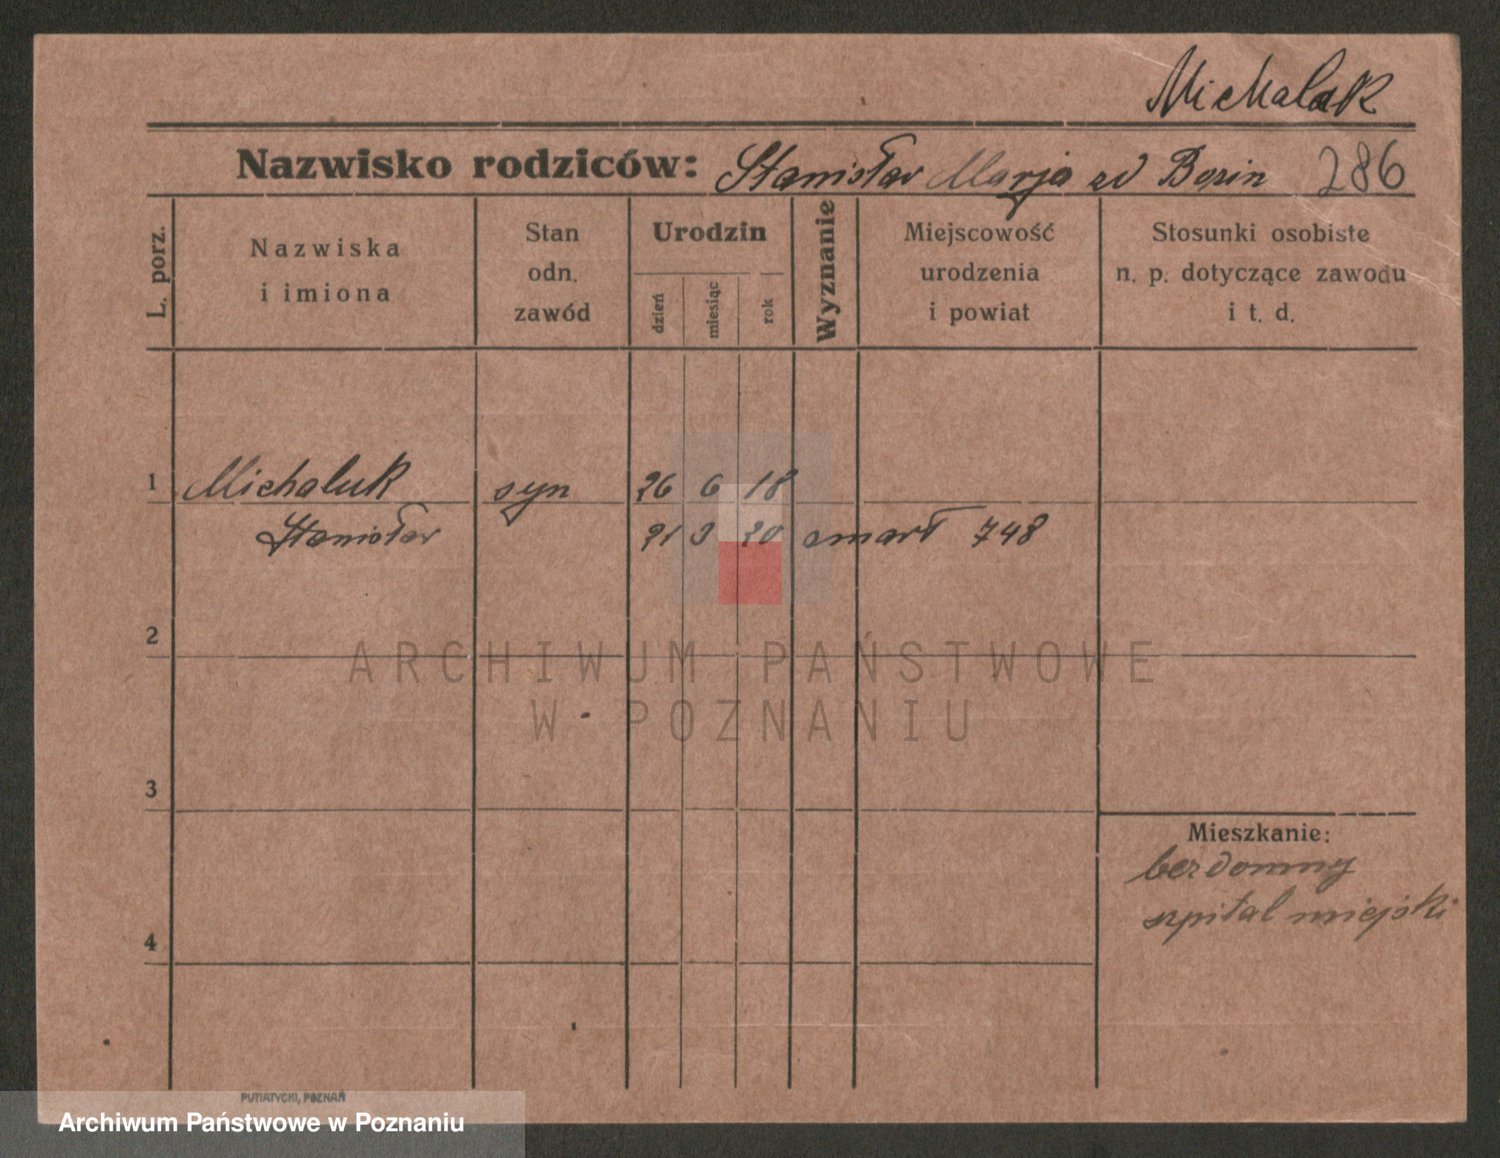 Michalak
Nazwisko rodziców: Stanisław Marja 286
L. porz.
Nazwiska i imiona
Stan odn. zawód
Urodzin
dzień miesiąc rok
Wyznanie
Miejscowość urodzenia i powiat
Stosunki osobiste n. p. dotyczące zawodu i t. d.
1 Michaluk syn 26 6 18
Stanisław 21 3 20 zmarł 748
2
ARCHIWUM PAŃSTWOWE
W POZNANIU
3
Mieszkanie:
bezdomny
szpital miejski
4
PUTIATYCKI, POZNAŃ
Archiwum Państwowe w Poznaniu